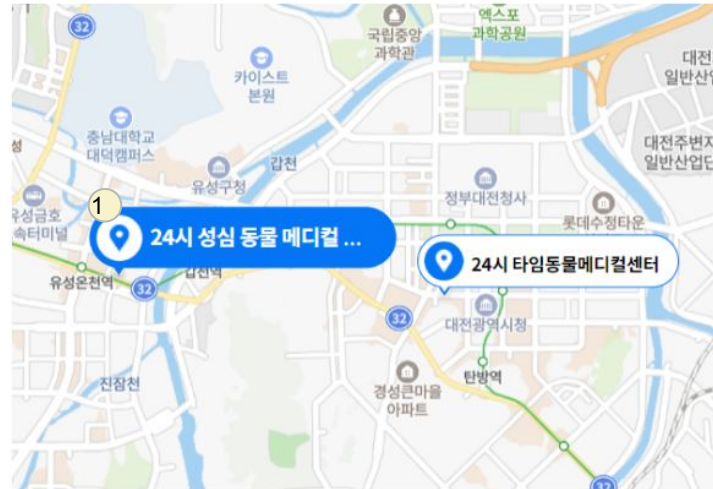 32
국립중앙
과학관
엑스포
과학공원
카이스트
본원
대전
일반산업
충남대학교
대덕캠퍼스
성
갑천
유성구청
대전주변지
일반산업단
정부대전청사
유성금호
속터미널
1
24시 성심 동물 메디컬 ...
롯데수정타운
24시 타임동물메디컬센터
유성온천역
갑천역
32
32
대전광역시청
진잠천
경성큰마을
아파트
탄방역
32